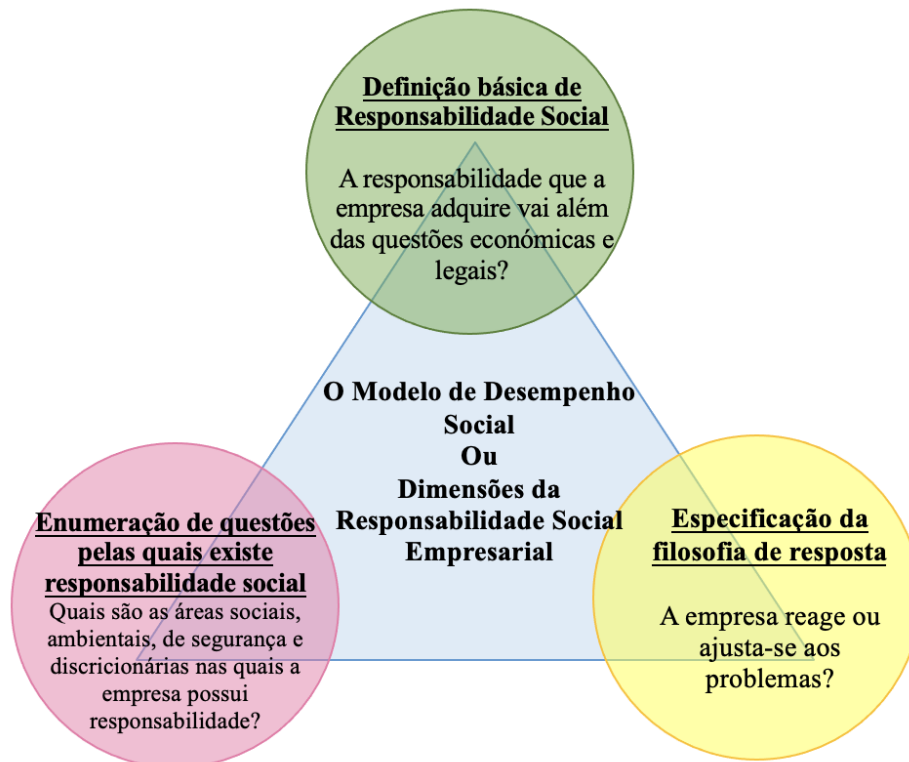 Definição básica de
Responsabilidade Social
A responsabilidade que a
empresa adquire vai além
das questões económicas e
legais?
O Modelo de Desempenho
Social
Ou
Dimensões da
Responsabilidade Social
Empresarial
Enumeração de questões
pelas quais existe
responsabilidade social
Quais são as áreas sociais,
ambientais, de segurança e
discricionárias nas quais a
empresa possui
responsabilidade?
Especificação da
filosofia de resposta
A empresa reage ou
ajusta-se aos
problemas?